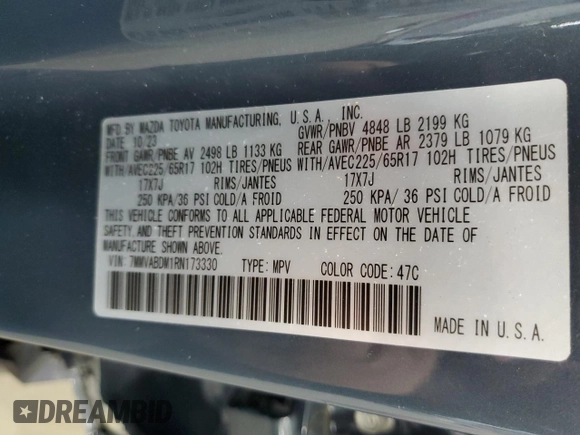 MFD.BY MAZDA TOYOTA MANUFACTURING, U.S.A., INC.
DATE 10/23 GVWR/PNBV 4848 LB 2199 KG
FRONT GAWR/PNBE AV 2498 LB 1133 KG REAR GAWR/PNBE AR 2379 LB 1079 KG
WITH/AVEC225/65R17 102H TIRES/PNEUS WITH/AVEC225/65R17 102H TIRES/PNEUS
17X7J RIMS/JANTES 17X7J RIMS/JANTES
250 KPA/36 PSI COLD/A FROID 250 KPA/ 36 PSI COLD/A FROID
THIS VEHICLE CONFORMS TO ALL APPLICABLE FEDERAL MOTOR VEHICLE
SAFETY AND THEFT PREVENTION STANDARDS IN EFFECT ON THE DATE OF
MANUFACTURE SHOWN ABOVE.
VIN: 7MMVABDW1RN173330 TYPE: MPV COLOR CODE: 47C
MADE IN U.S.A.
DREAMBID